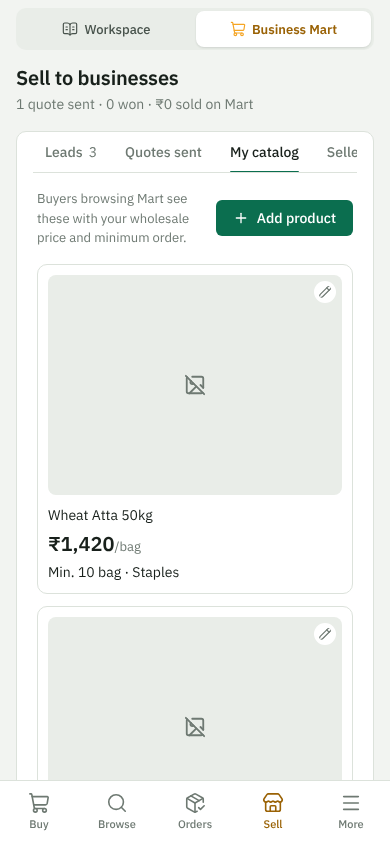 Workspace
Business Mart
Sell to businesses
1 quote sent · 0 won · ₹0 sold on Mart
Leads 3
Quotes sent
My catalog
Selle
Buyers browsing Mart see
these with your wholesale
price and minimum order.
Add product
Wheat Atta 50kg
₹1,420/bag
Min. 10 bag · Staples
Buy
Browse
Orders
Sell
More